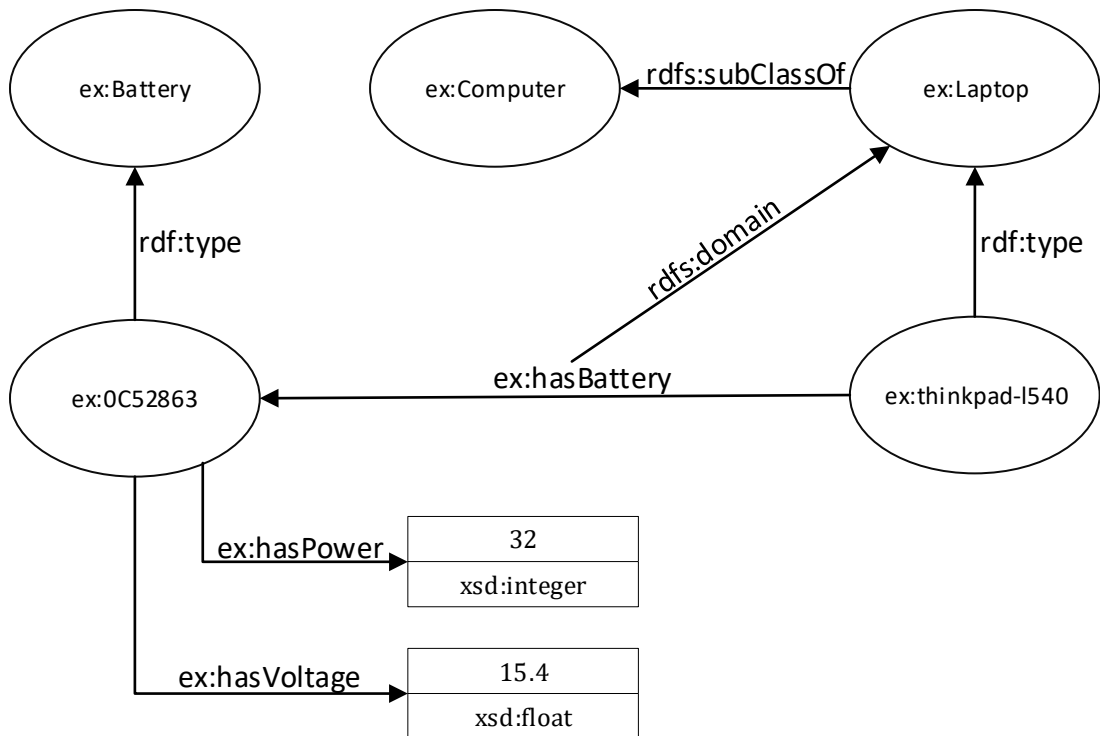 ex:Battery
ex:Computer
rdfs:subClassOf
ex:Laptop
rdf:type
rdfs:domain
rdf:type
ex:0C52863
ex:hasBattery
ex:thinkpad-l540
ex:hasPower
32
xsd:integer
ex:hasVoltage
15.4
xsd:float